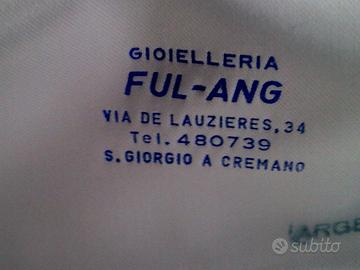 GIOIELLERIA
FUL-ANG
VIA DE LAUZIERES, 34
Tel. 480739
S. GIORGIO A CREMANO
subito